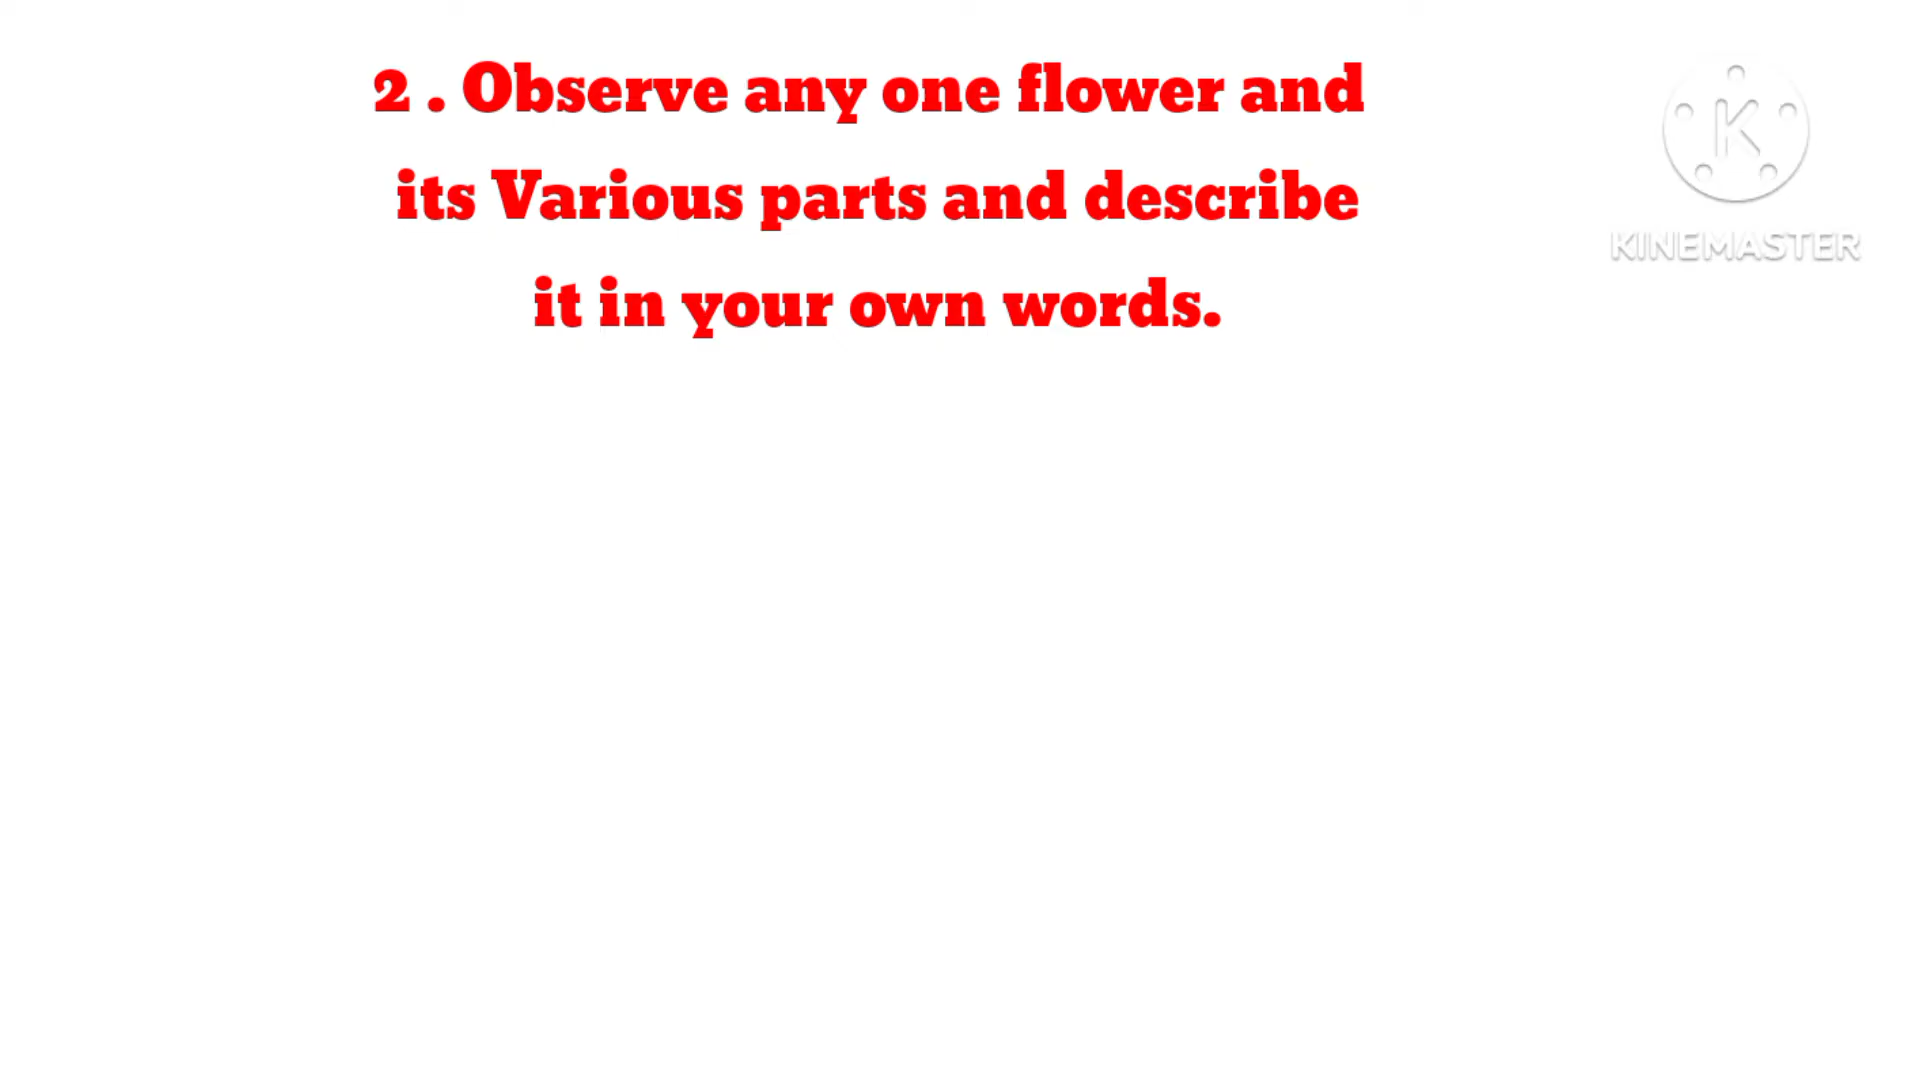 2 . Observe any one flower and
its Various parts and describe
it in your own words.
K
KINEMASTER